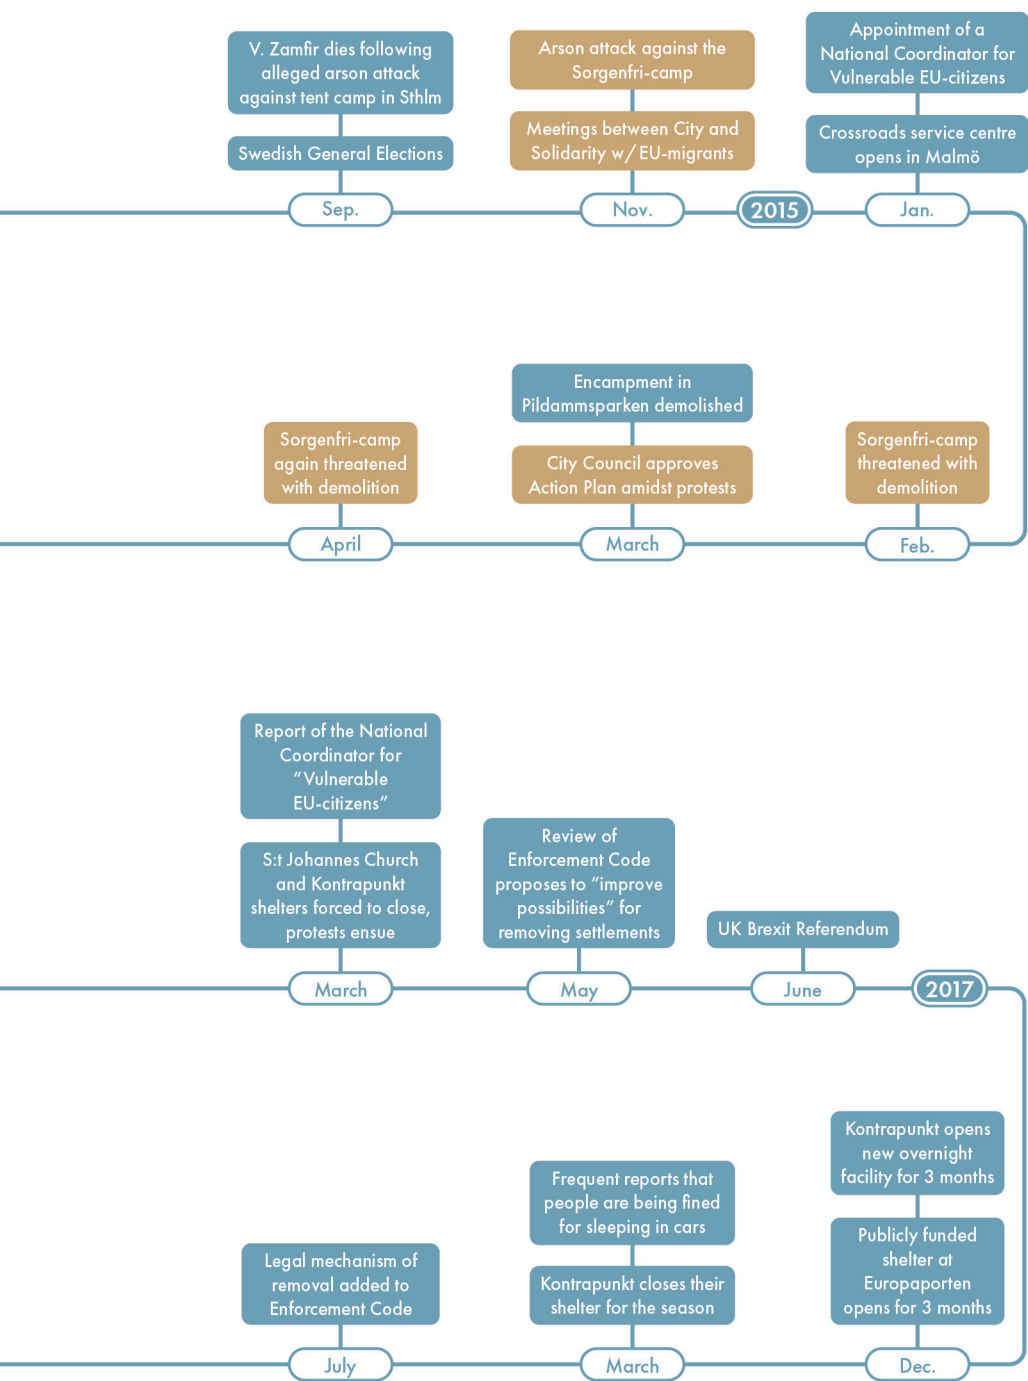 V. Zamfir dies following
alleged arson attack
against tent camp in Sthlm
Swedish General Elections
Sep.
Arson attack against the
Sorgenfri-camp
Meetings between City and
Solidarity w/EU-migrants
Nov.
2015
Appointment of a
National Coordinator for
Vulnerable EU-citizens
Crossroads service centre
opens in Malmö
Jan.
Sorgenfri-camp
again threatened
with demolition
April
Encampment in
Pildammsparken demolished
City Council approves
Action Plan amidst protests
March
Sorgenfri-camp
threatened with
demolition
Feb.
Report of the National
Coordinator for
“Vulnerable
EU-citizens”
S:t Johannes Church
and Kontrapunkt
shelters forced to close,
protests ensue
March
Review of
Enforcement Code
proposes to “improve
possibilities” for
removing settlements
May
UK Brexit Referendum
June
2017
Legal mechanism of
removal added to
Enforcement Code
July
Frequent reports that
people are being fined
for sleeping in cars
Kontrapunkt closes their
shelter for the season
March
Kontrapunkt opens
new overnight
facility for 3 months
Publicly funded
shelter at
Europaporten
opens for 3 months
Dec.